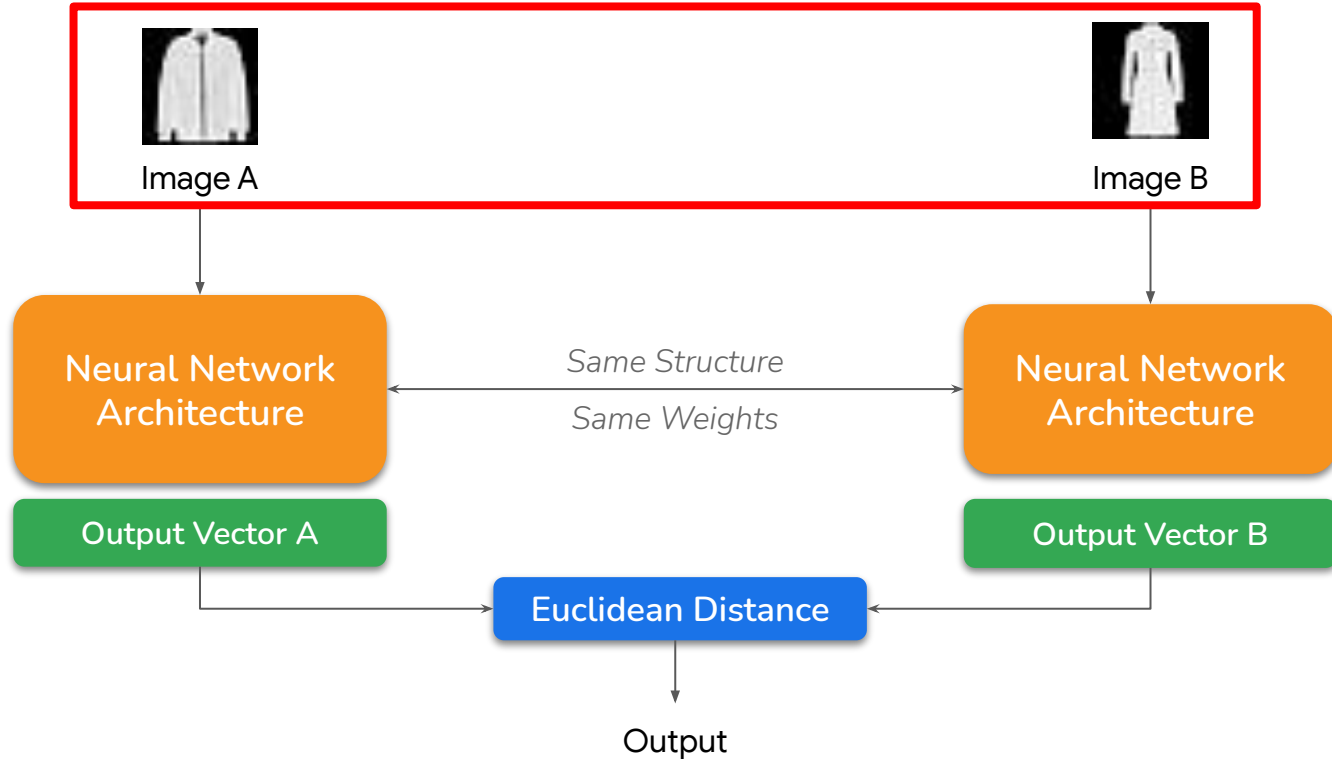 Image A
Image B
Neural Network
Architecture
Same Structure
Same Weights
Neural Network
Architecture
Output Vector A
Output Vector B
Euclidean Distance
Output